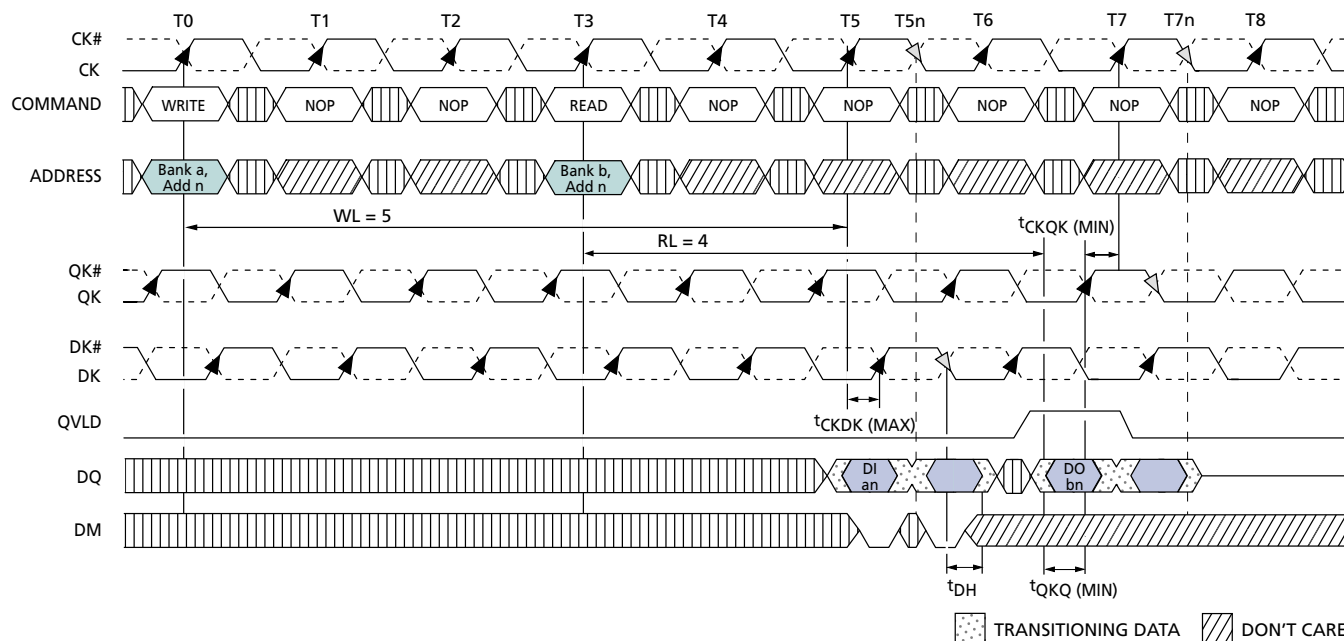 T0 T1 T2 T3 T4 T5 T5n T6 T7 T7n T8
CK#
CK
COMMAND WRITE NOP NOP READ NOP NOP NOP NOP NOP
ADDRESS Bank a, Add n Bank b, Add n
WL = 5
tCKQK (MIN)
RL = 4
QK#
QK
DK#
DK
tCKDK (MAX)
QVLD
DQ DI an DO bn
DM
tDH tQKQ (MIN)
TRANSITIONING DATA DON'T CARE